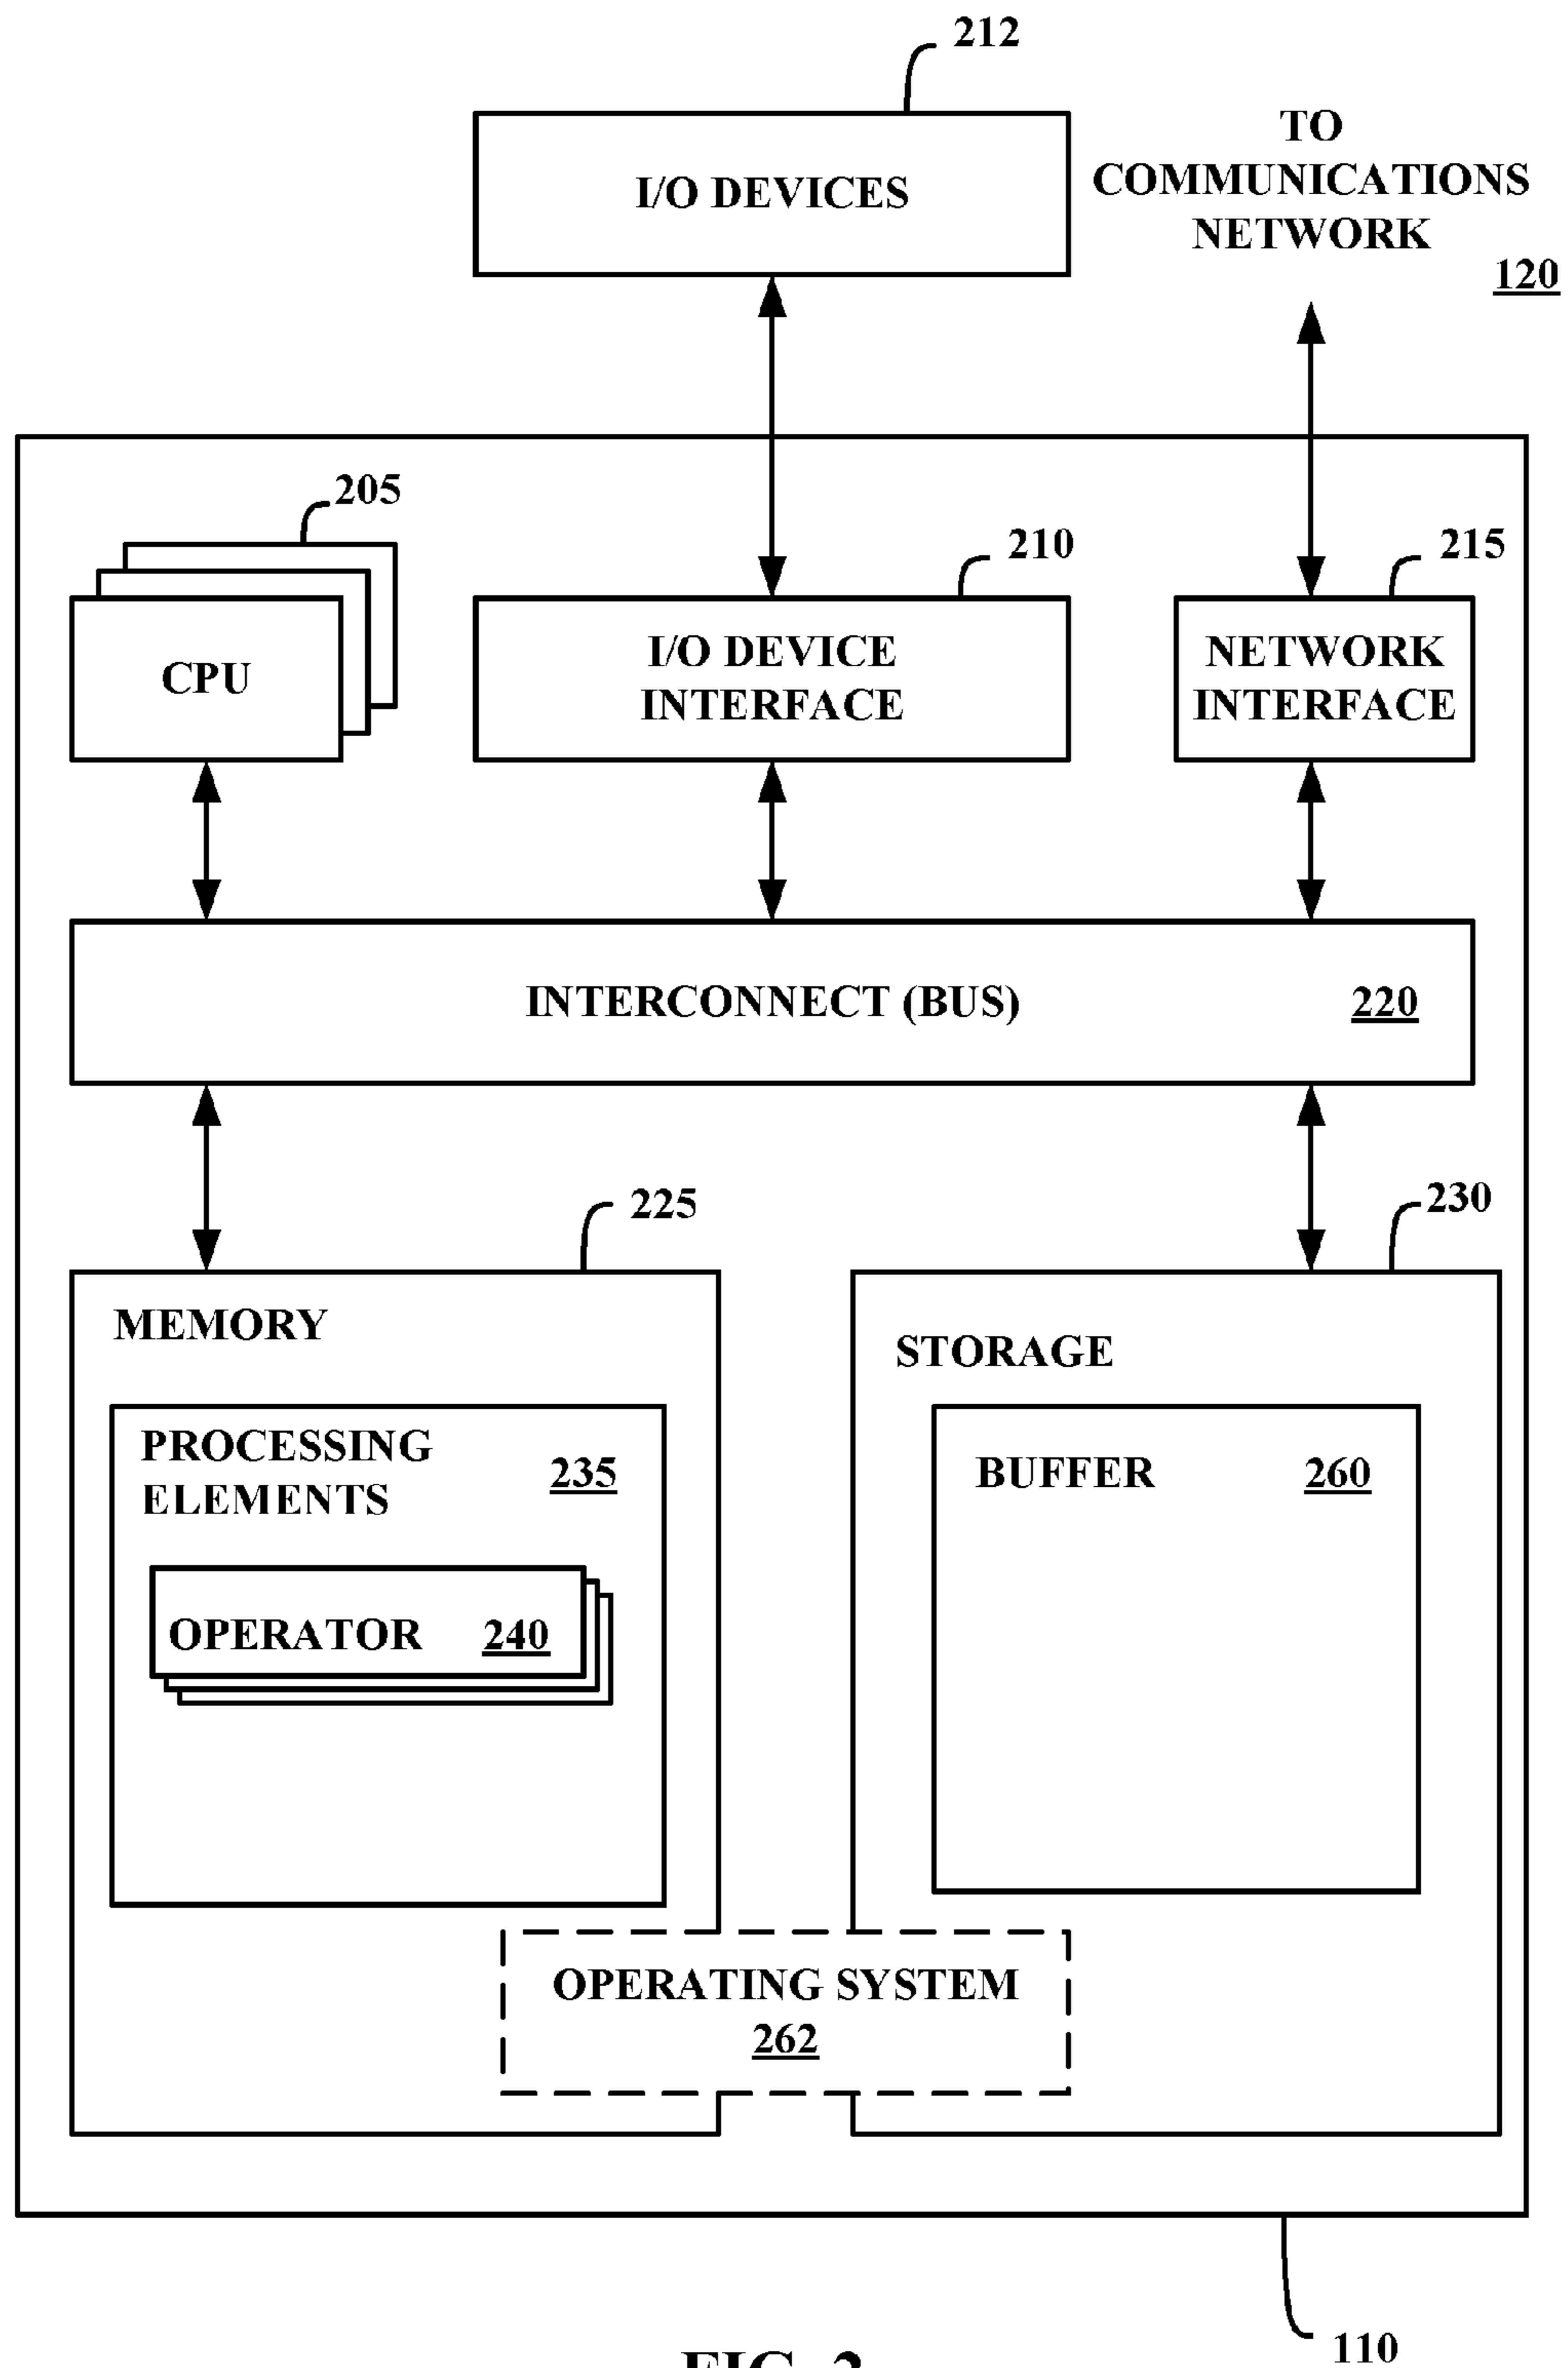 212
I/O DEVICES
TO
COMMUNICATIONS
NETWORK
120
205
210
215
CPU
I/O DEVICE
INTERFACE
NETWORK
INTERFACE
INTERCONNECT (BUS) 220
225
230
MEMORY
STORAGE
PROCESSING
ELEMENTS
235
BUFFER 260
OPERATOR 240
OPERATING SYSTEM
262
110